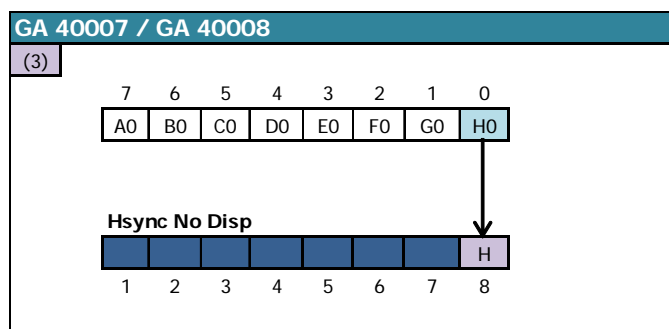 GA 40007 / GA 40008
(3)
7 6 5 4 3 2 1 0
A0 B0 C0 D0 E0 F0 G0 H0
Hsync No Disp
H
1 2 3 4 5 6 7 8